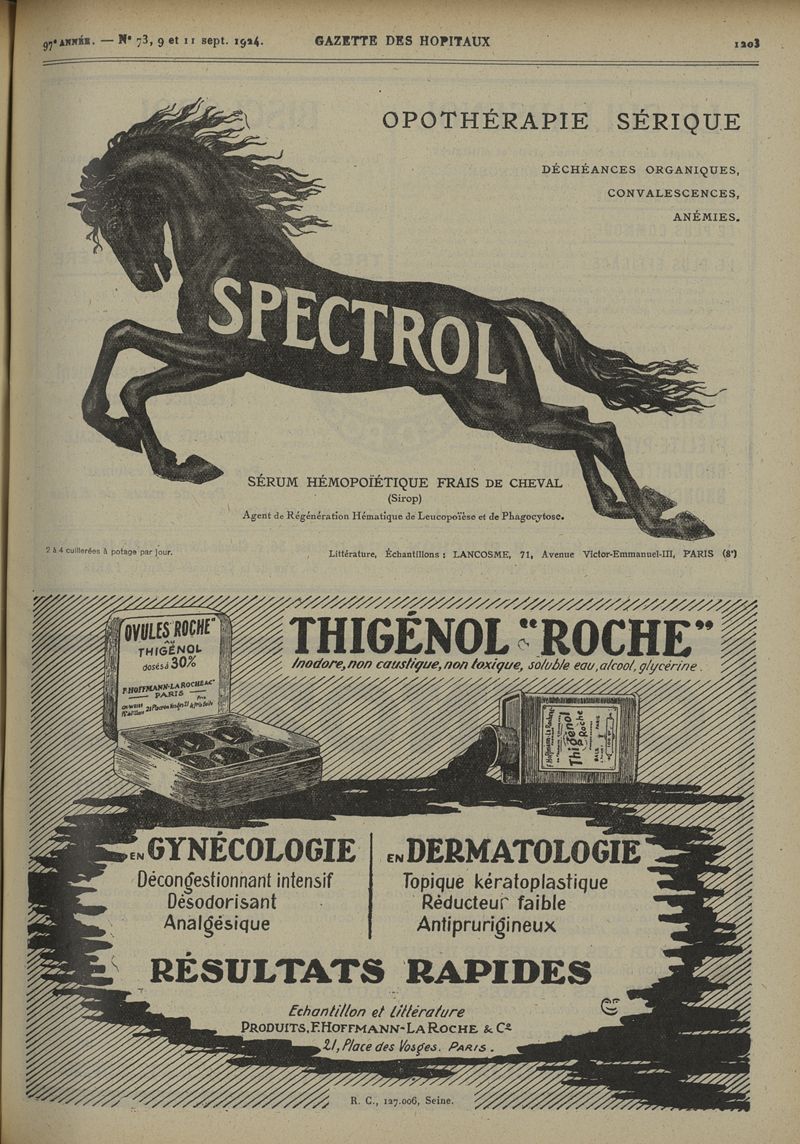 97e ANNÉE. — N° 73, 9 et 11 sept. 1924. GAZETTE DES HOPITAUX 1203
OPOTHÉRAPIE SÉRIQUE
DÉCHÉANCES ORGANIQUES,
CONVALESCENCES,
ANÉMIES.
SPECTROL
SÉRUM HÉMOPOÏÉTIQUE FRAIS DE CHEVAL
(Sirop)
Agent de Régénération Hématique de Leucopoïèse et de Phagocytose.
2 à 4 cuillerées à potage par jour.
Littérature, Échantillons : LANCOSME, 71, Avenue Victor-Emmanuel-III, PARIS (8e)
OVULES "ROCHE"
AU
THIGÉNOL
dosés à 30%
F. HOFFMANN-LA ROCHE & Co
PARIS
THIGÉNOL "ROCHE"
Inodore, non caustique, non toxique, soluble eau, alcool, glycérine.
Thigénol
Roche
EN GYNÉCOLOGIE
Décongestionnant intensif
Désodorisant
Analgésique
EN DERMATOLOGIE
Topique kératoplastique
Réducteur faible
Antiprurigineux
RÉSULTATS RAPIDES
Echantillon et Littérature
PRODUITS. F. HOFFMANN-LA ROCHE & Co
21, Place des Vosges. PARIS.
R. C., 127.006, Seine.